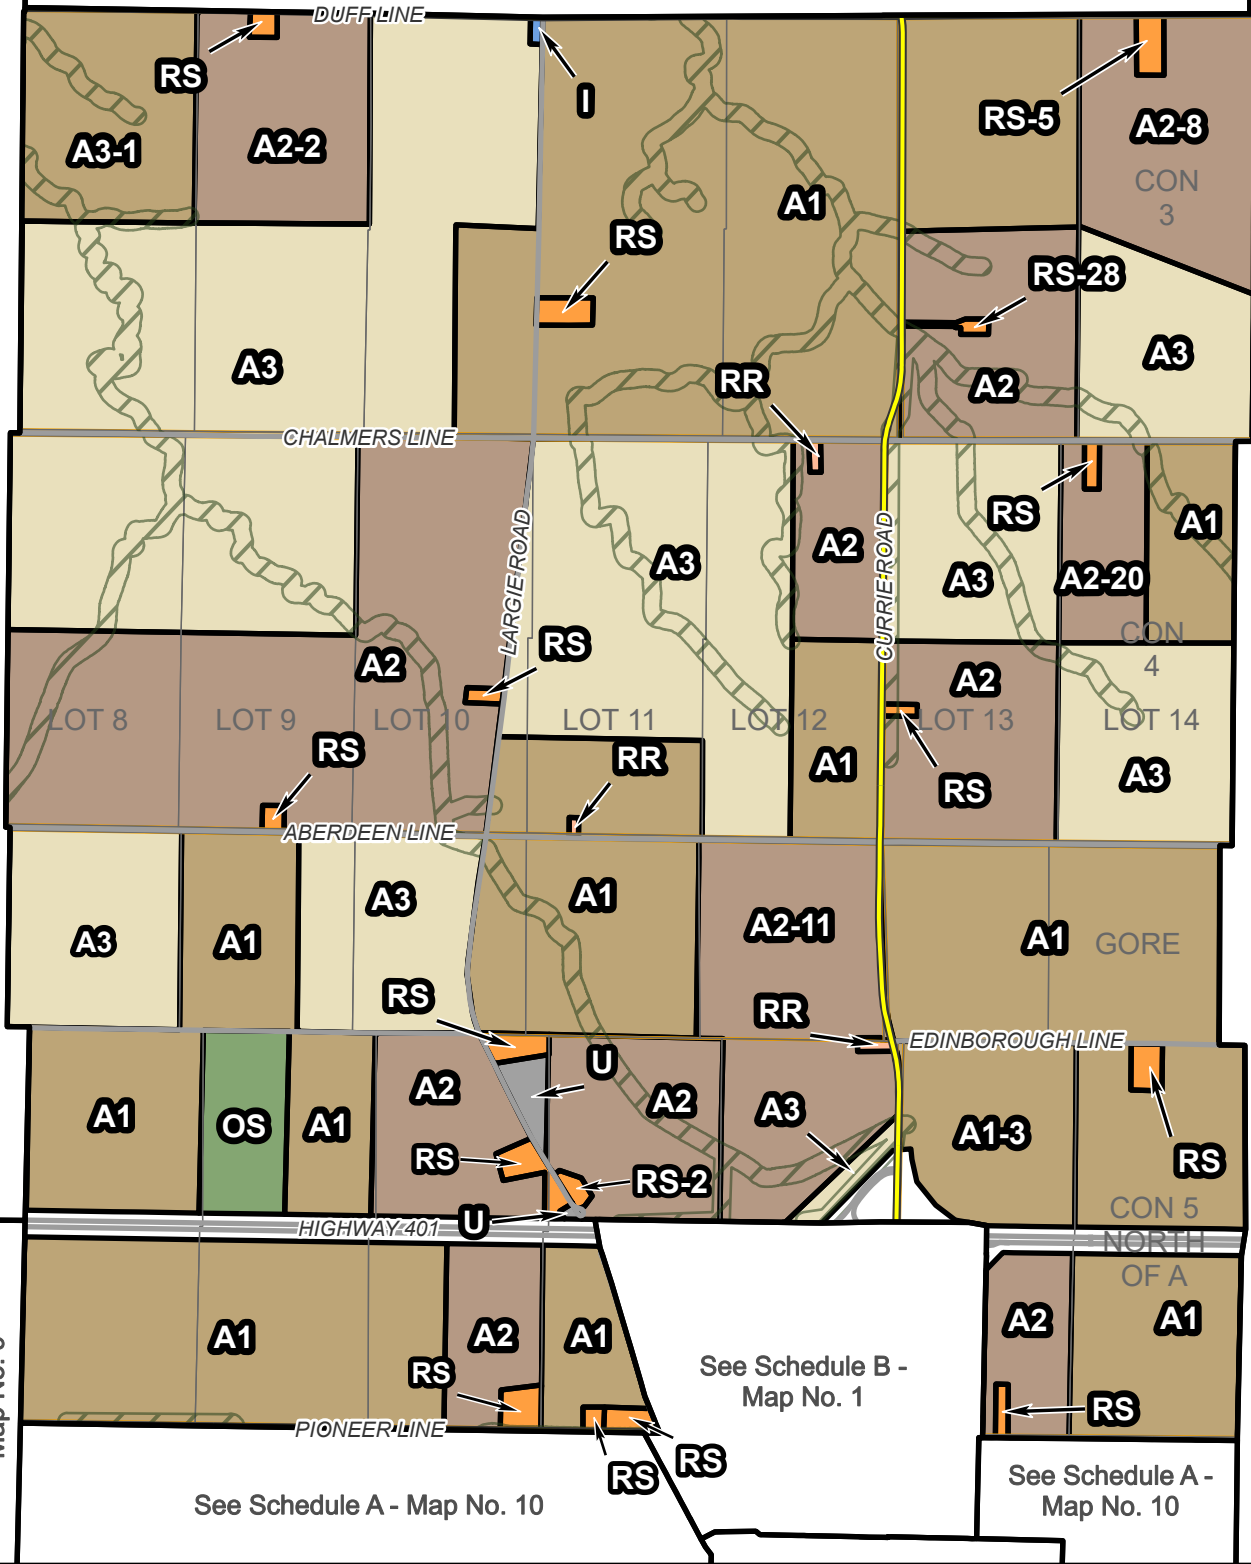 DUFF LINE
RS
I
A3-1
A2-2
RS-5
A2-8
CON
3
A1
RS
RS-28
A3
A3
RR
A2
CHALMERS LINE
RS
A1
LARGIE ROAD
CURRIE ROAD
A2
A3
A3
A2-20
CON
4
RS
A2
A2
LOT 8
LOT 9
LOT 10
LOT 11
LOT 12
LOT 13
LOT 14
RS
RR
A1
A3
RS
ABERDEEN LINE
A3
A1
A3
A1
A2-11
A1
GORE
RS
RR
EDINBOROUGH LINE
U
A1
OS
A1
A2
A2
A3
A1-3
RS
RS
RS-2
CON 5
U
HIGHWAY 401
NORTH
OF A
A1
A2
A1
A2
A1
RS
See Schedule B -
Map No. 1
RS
PIONEER LINE
RS
RS
See Schedule A - Map No. 10
See Schedule A -
Map No. 10